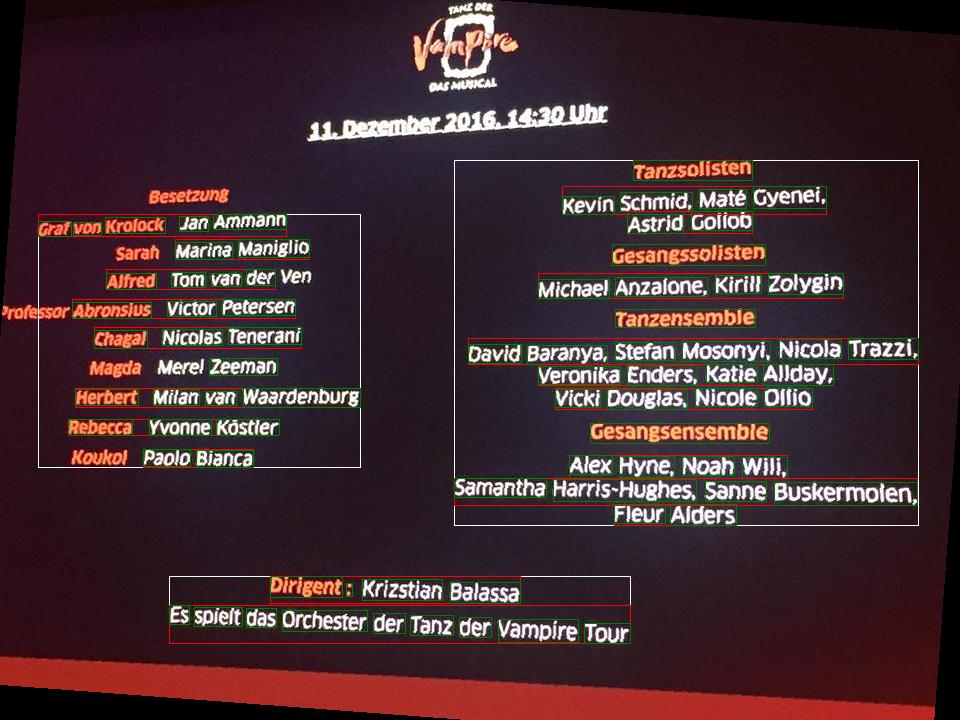 TANZ DER
Vampire
DAS MUSICAL
11. Dezember 2016, 14:30 Uhr
Besetzung
Graf von Krolock Jan Ammann
Sarah Marina Maniglio
Alfred Tom van der Ven
Professor Abronsius Victor Petersen
Chagal Nicolas Tenerani
Magda Merel Zeeman
Herbert Milan van Waardenburg
Rebecca Yvonne Köstler
Koukol Paolo Bianca
Tanzsolisten
Kevin Schmid, Maté Gyenei,
Astrid Gollob
Gesangssolisten
Michael Anzalone, Kirill Zolygin
Tanzensemble
David Baranya, Stefan Mosonyi, Nicola Trazzi,
Veronika Enders, Katie Allday,
Vicki Douglas, Nicole Ollio
Gesangsensemble
Alex Hyne, Noah Wili,
Samantha Harris-Hughes, Sanne Buskermolen,
Fleur Alders
Dirigent : Krizstian Balassa
Es spielt das Orchester der Tanz der Vampire Tour